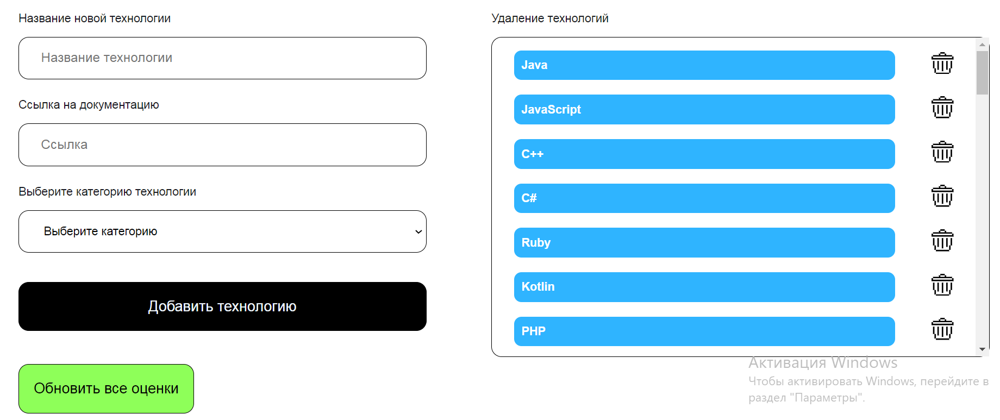 Название новой технологии
Название технологии
Ссылка на документацию
Ссылка
Выберите категорию технологии
Выберите категорию
Добавить технологию
Обновить все оценки
Удаление технологий
Java
JavaScript
C++
C#
Ruby
Kotlin
PHP
Активация Windows
Чтобы активировать Windows, перейдите в
раздел "Параметры".